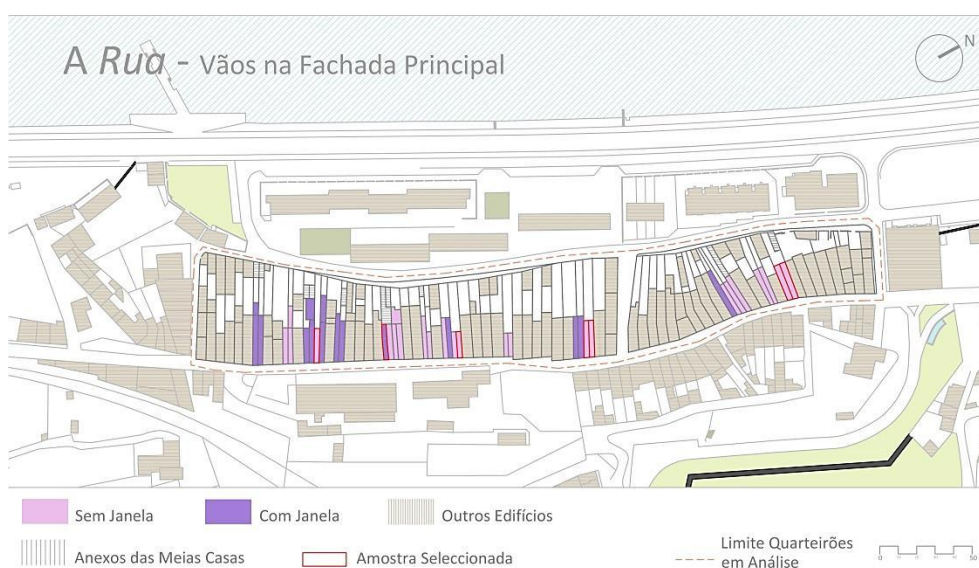 A Rua - Vãos na Fachada Principal
N
Sem Janela
Com Janela
Outros Edifícios
Anexos das Meias Casas
Amostra Seleccionada
Limite Quarteirões
em Análise
50